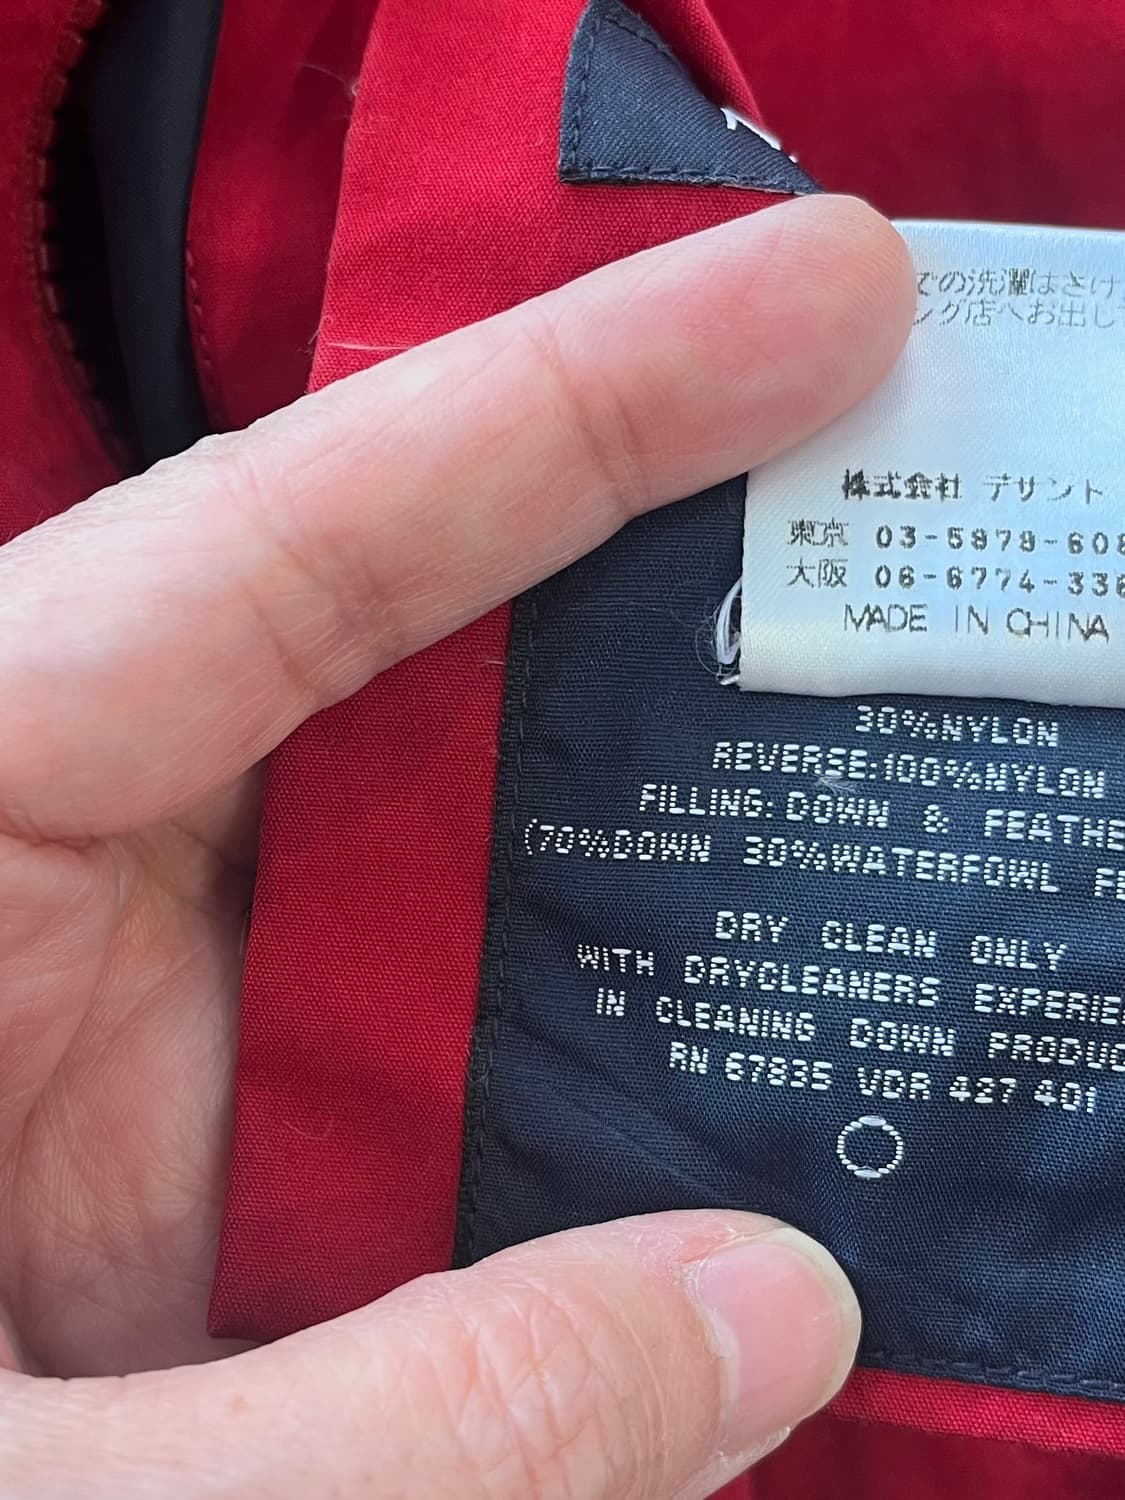 の洗濯はさけ
ング店へお出し
株式会社 デサント
東京 03-5979-608
大阪 06-6774-336
MADE IN CHINA
30%NYLON
REVERSE:100%NYLON
FILLING: DOWN & FEATHE
(70%DOWN 30%WATERFOWL FE
DRY CLEAN ONLY
WITH DRYCLEANERS EXPERIE
IN CLEANING DOWN PRODUC
RN 67835 VDR 427 401